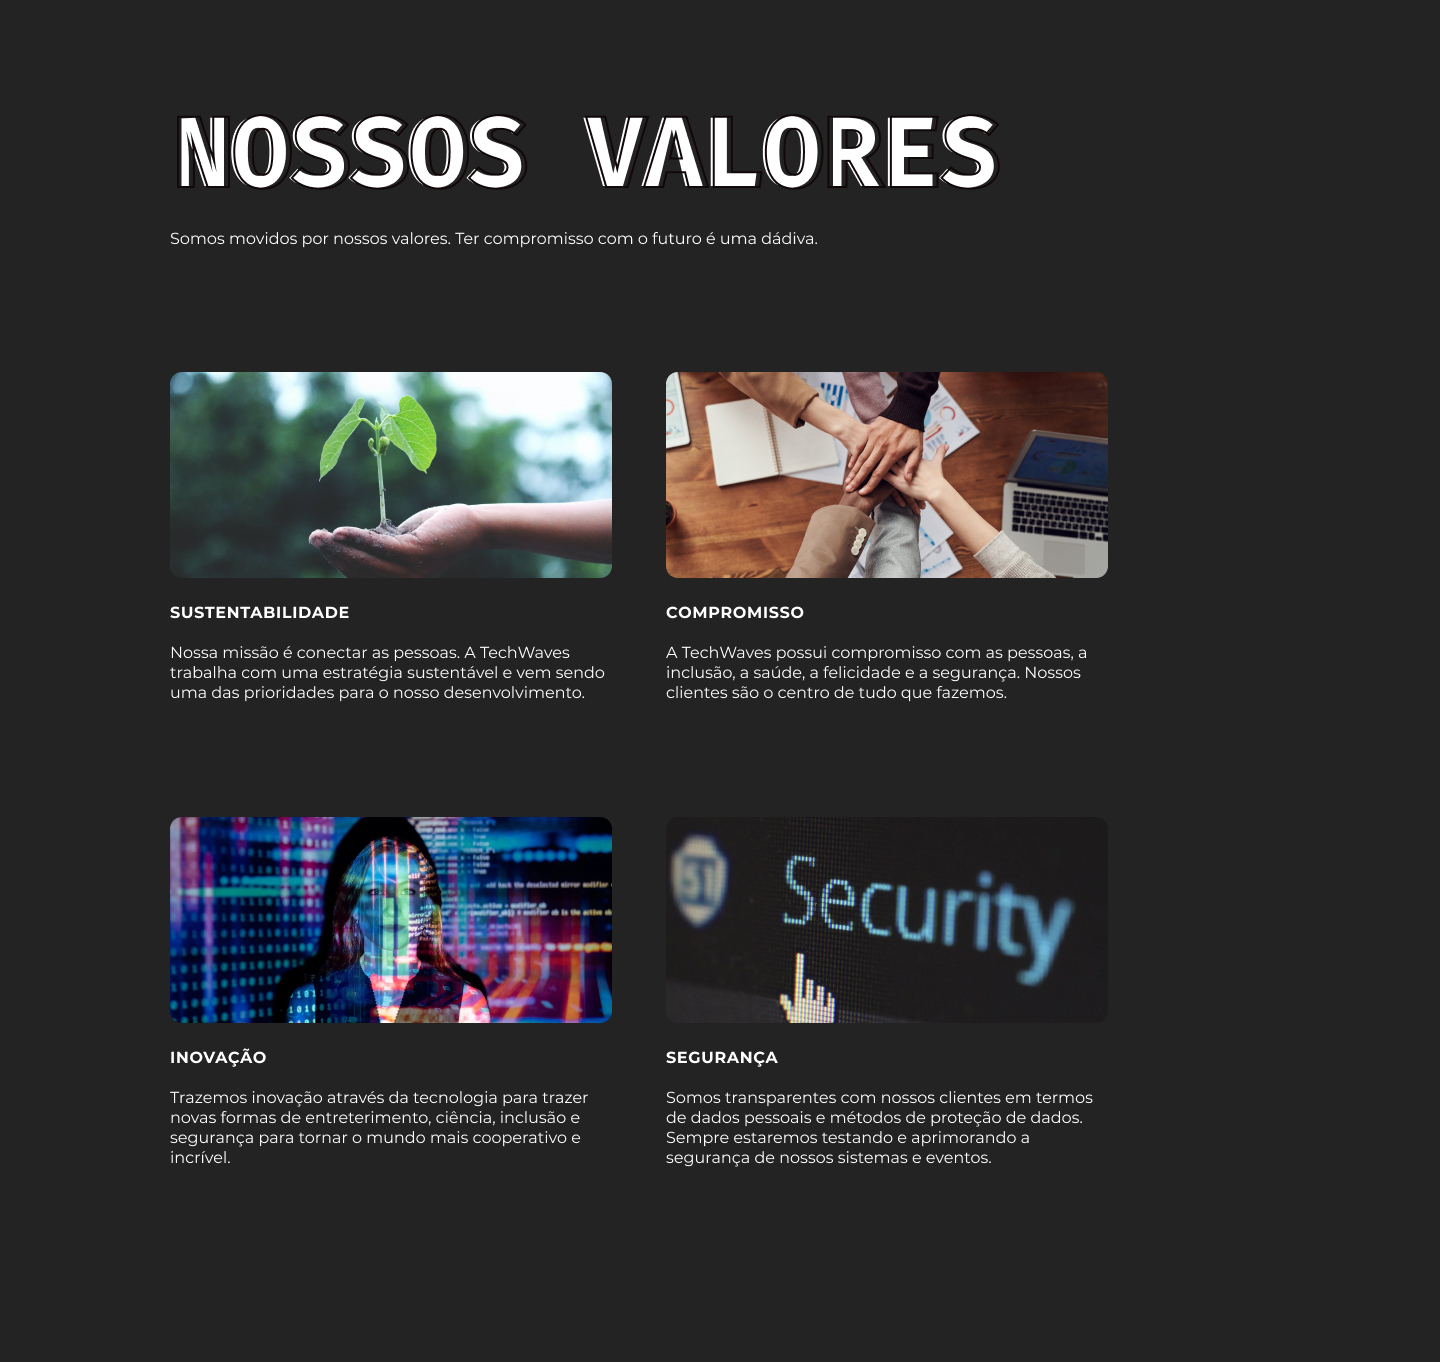 NOSSOS VALORES
Somos movidos por nossos valores. Ter compromisso com o futuro é uma dádiva.
SUSTENTABILIDADE
Nossa missão é conectar as pessoas. A TechWaves
trabalha com uma estratégia sustentável e vem sendo
uma das prioridades para o nosso desenvolvimento.
COMPROMISSO
A TechWaves possui compromisso com as pessoas, a
inclusão, a saúde, a felicidade e a segurança. Nossos
clientes são o centro de tudo que fazemos.
Security
INOVAÇÃO
Trazemos inovação através da tecnologia para trazer
novas formas de entreterimento, ciência, inclusão e
segurança para tornar o mundo mais cooperativo e
incrível.
SEGURANÇA
Somos transparentes com nossos clientes em termos
de dados pessoais e métodos de proteção de dados.
Sempre estaremos testando e aprimorando a
segurança de nossos sistemas e eventos.